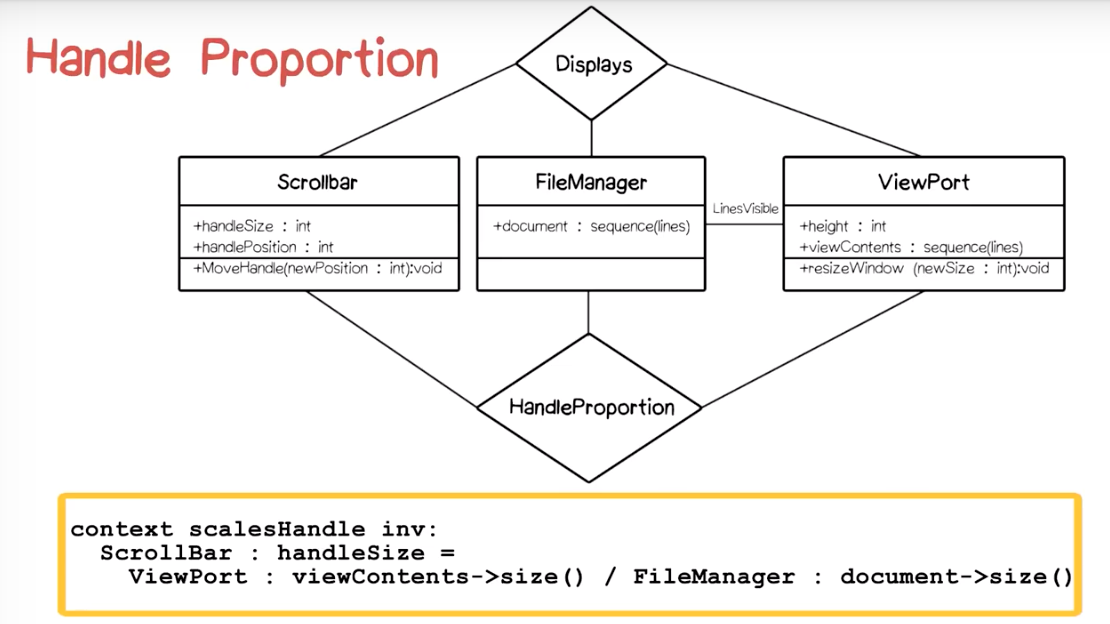 Handle Proportion
Displays
Scrollbar
+handleSize : int
+handlePosition : int
+MoveHandle(newPosition : int):void
FileManager
+document : sequence(lines)
LinesVisible
ViewPort
+height : int
+viewContents : sequence(lines)
+resizeWindow (newSize : int):void
HandleProportion
context scalesHandle inv:
ScrollBar : handleSize =
ViewPort : viewContents->size() / FileManager : document->size()